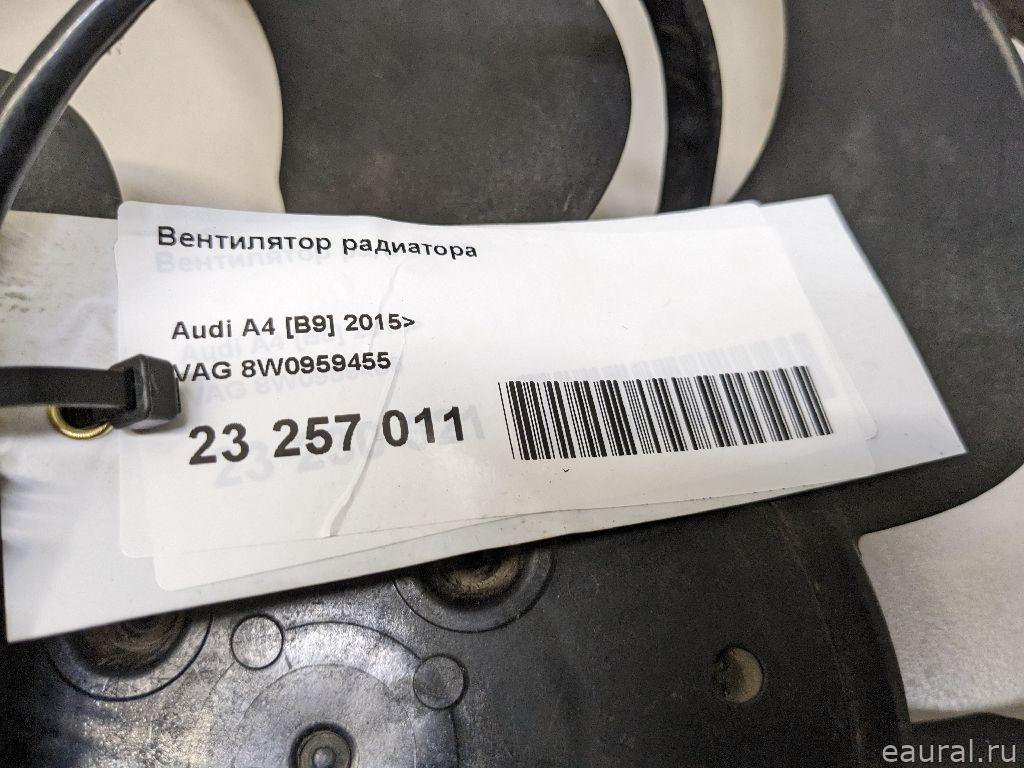 Вентилятор радиатора
Audi A4 [B9] 2015>
VAG 8W0959455
23 257 011
eaural.ru